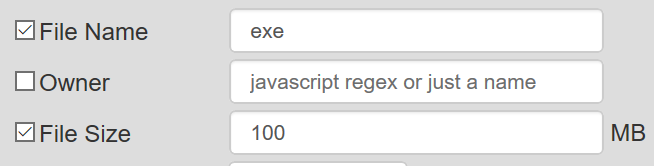 File Name exe
Owner javascript regex or just a name
File Size 100 MB